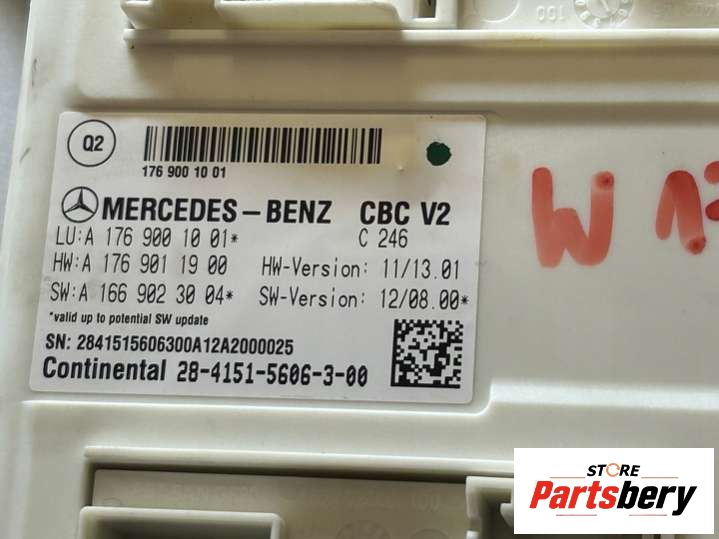 001
Q2
176 900 10 01
MERCEDES-BENZ CBC V2
LU:A 176 900 10 01* C 246
HW:A 176 901 19 00 HW-Version: 11/13.01
SW:A 166 902 30 04* SW-Version: 12/08.00*
*valid up to potential SW update
SN: 2841515606300A12A2000025
Continental 28-4151-5606-3-00
W 17
STORE
Partsbery